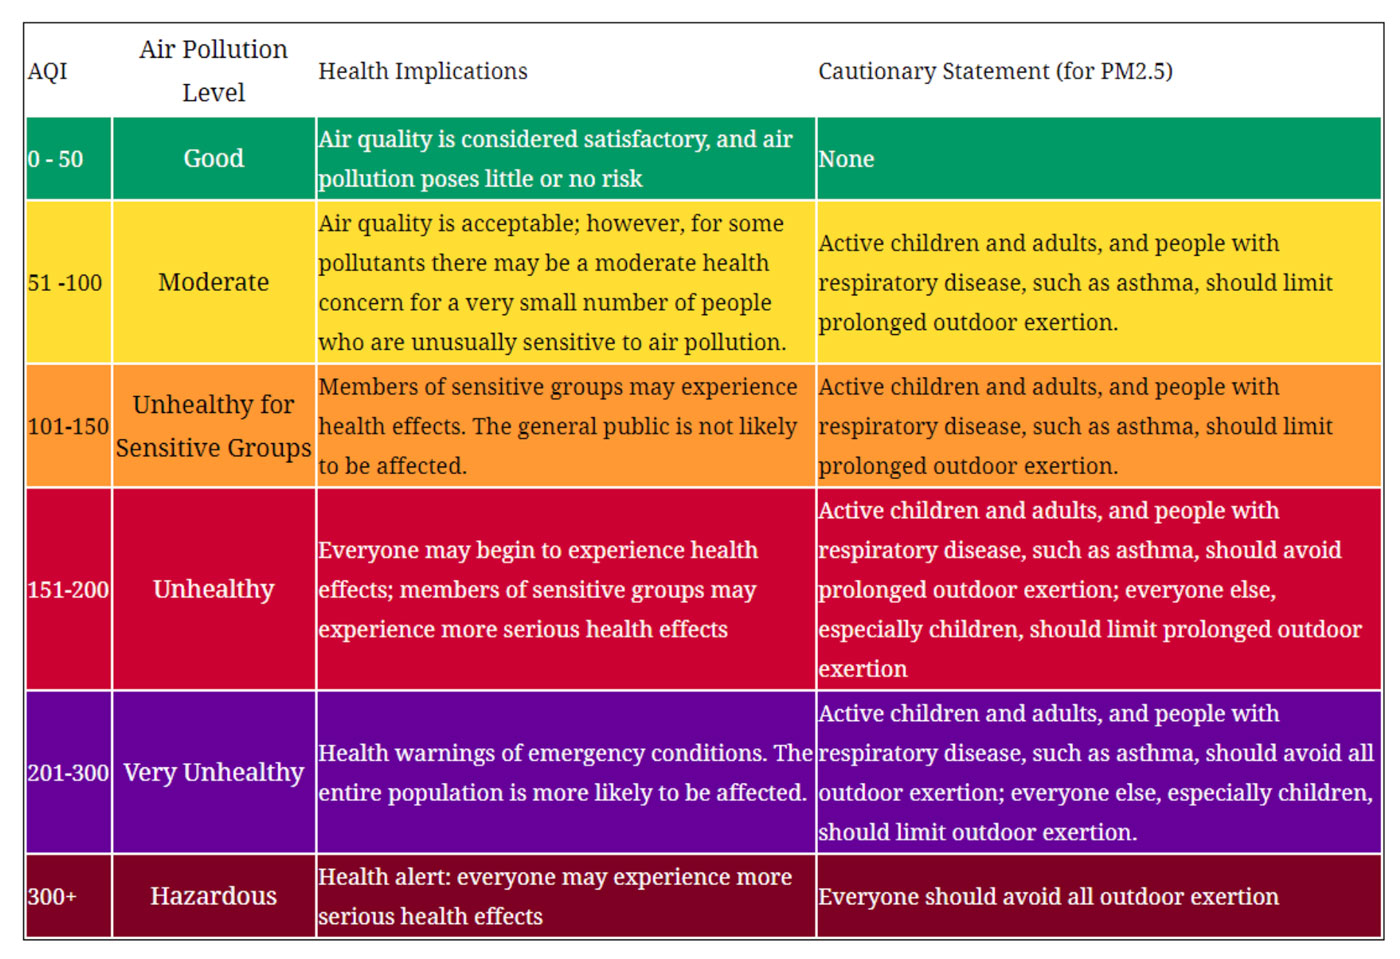 AQI
Air Pollution
Level
Health Implications
Cautionary Statement (for PM2.5)
0 - 50
Good
Air quality is considered satisfactory, and air
pollution poses little or no risk
None
51 -100
Moderate
Air quality is acceptable; however, for some
pollutants there may be a moderate health
concern for a very small number of people
who are unusually sensitive to air pollution.
Active children and adults, and people with
respiratory disease, such as asthma, should limit
prolonged outdoor exertion.
101-150
Unhealthy for
Sensitive Groups
Members of sensitive groups may experience
health effects. The general public is not likely
to be affected.
Active children and adults, and people with
respiratory disease, such as asthma, should limit
prolonged outdoor exertion.
151-200
Unhealthy
Everyone may begin to experience health
effects; members of sensitive groups may
experience more serious health effects
Active children and adults, and people with
respiratory disease, such as asthma, should avoid
prolonged outdoor exertion; everyone else,
especially children, should limit prolonged outdoor
exertion
201-300
Very Unhealthy
Health warnings of emergency conditions. The
entire population is more likely to be affected.
Active children and adults, and people with
respiratory disease, such as asthma, should avoid all
outdoor exertion; everyone else, especially children,
should limit outdoor exertion.
300+
Hazardous
Health alert: everyone may experience more
serious health effects
Everyone should avoid all outdoor exertion